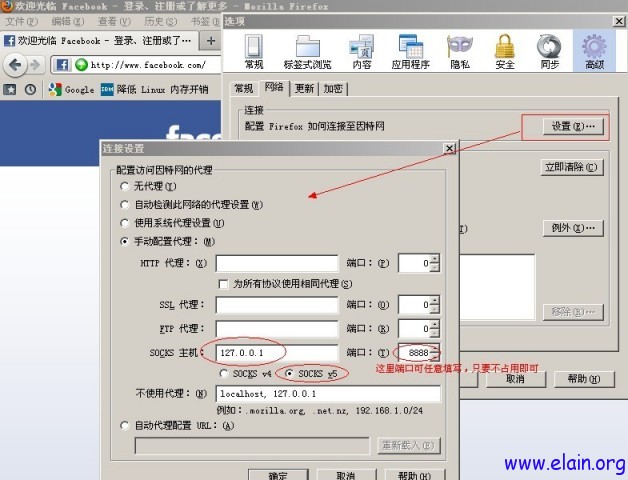 欢迎光临 Facebook - 登录、注册或了解更多 - Mozilla Firefox
文件(F) 编辑(E) 查看(V) 历史(S) 书签(B)
欢迎光临 Facebook - 登录、注册或了...
http://www.facebook.com/
Google 降低 Linux 内存开销
选项
常规 标签式浏览 内容 应用程序 隐私 安全 同步 高级
常规 网络 更新 加密
连接
配置 Firefox 如何连接至因特网
设置(E)...
立即清除(C)
例外(X)...
移除(R)...
取消 帮助(H)
连接设置
配置访问因特网的代理
无代理(Y)
自动检测此网络的代理设置(W)
使用系统代理设置(U)
手动配置代理:(M)
HTTP 代理:(X) 端口:(P) 0
为所有协议使用相同代理(S)
SSL 代理: 端口:(O) 0
FTP 代理: 端口:(R) 0
SOCKS 主机: 127.0.0.1 端口:(T) 8888
SOCKS v4 SOCKS v5
这里端口可任意填写,只要不占用即可
不使用代理:(N) localhost, 127.0.0.1
例如:.mozilla.org, .net.nz, 192.168.1.0/24
自动代理配置 URL:(A)
重新载入(E)
确定 取消 帮助(H)
www.elain.org